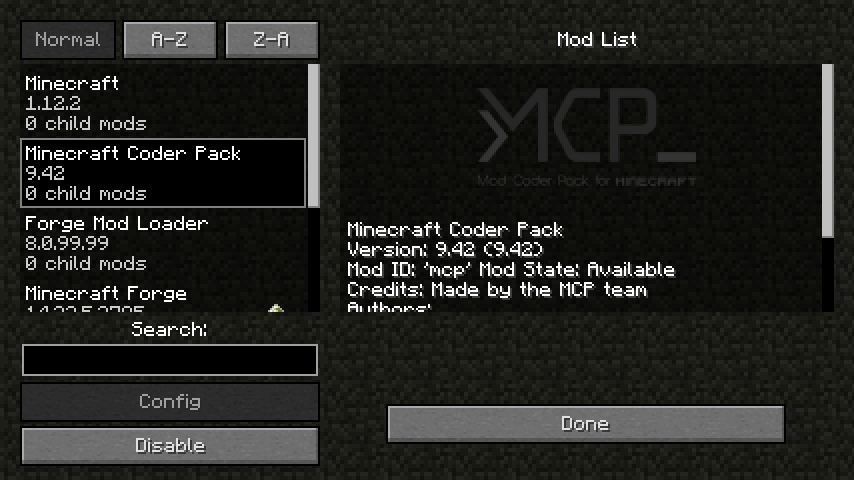 Normal A-Z Z-A Mod List
Minecraft
1.12.2
0 child mods
Minecraft Coder Pack
9.42
0 child mods
Forge Mod Loader
8.0.99.99
0 child mods
Minecraft Forge
Search:
Config
Disable
MCP_
Mod Coder Pack for MINECRAFT
Minecraft Coder Pack
Version: 9.42 (9.42)
Mod ID: 'mcp' Mod State: Available
Credits: Made by the MCP team
Authors:
Done